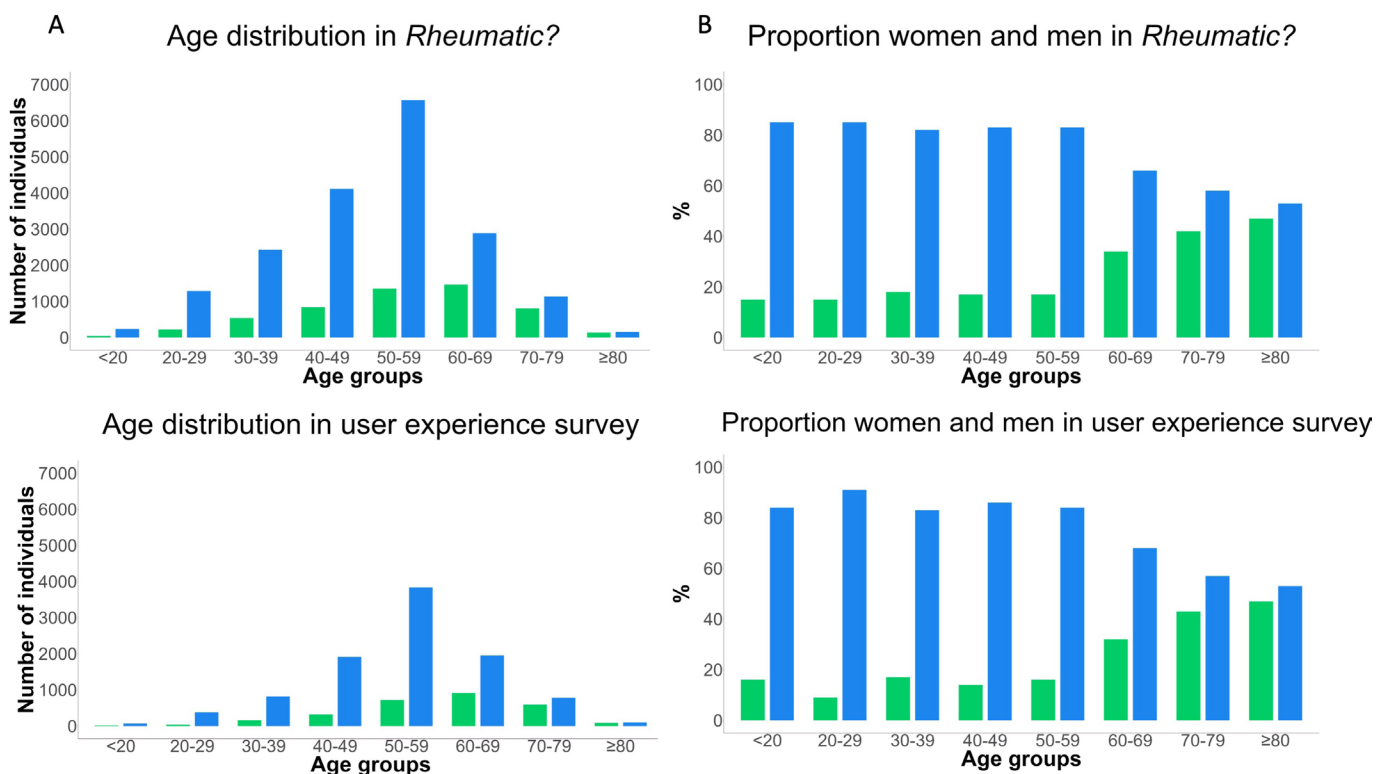 A
Age distribution in Rheumatic?
Number of individuals
7000
6000
5000
4000
3000
2000
1000
0
<20 20-29 30-39 40-49 50-59 60-69 70-79 ≥80
Age groups
B
Proportion women and men in Rheumatic?
%
100
80
60
40
20
0
<20 20-29 30-39 40-49 50-59 60-69 70-79 ≥80
Age groups
Age distribution in user experience survey
Number of individuals
7000
6000
5000
4000
3000
2000
1000
0
<20 20-29 30-39 40-49 50-59 60-69 70-79 ≥80
Age groups
Proportion women and men in user experience survey
%
100
80
60
40
20
0
<20 20-29 30-39 40-49 50-59 60-69 70-79 ≥80
Age groups